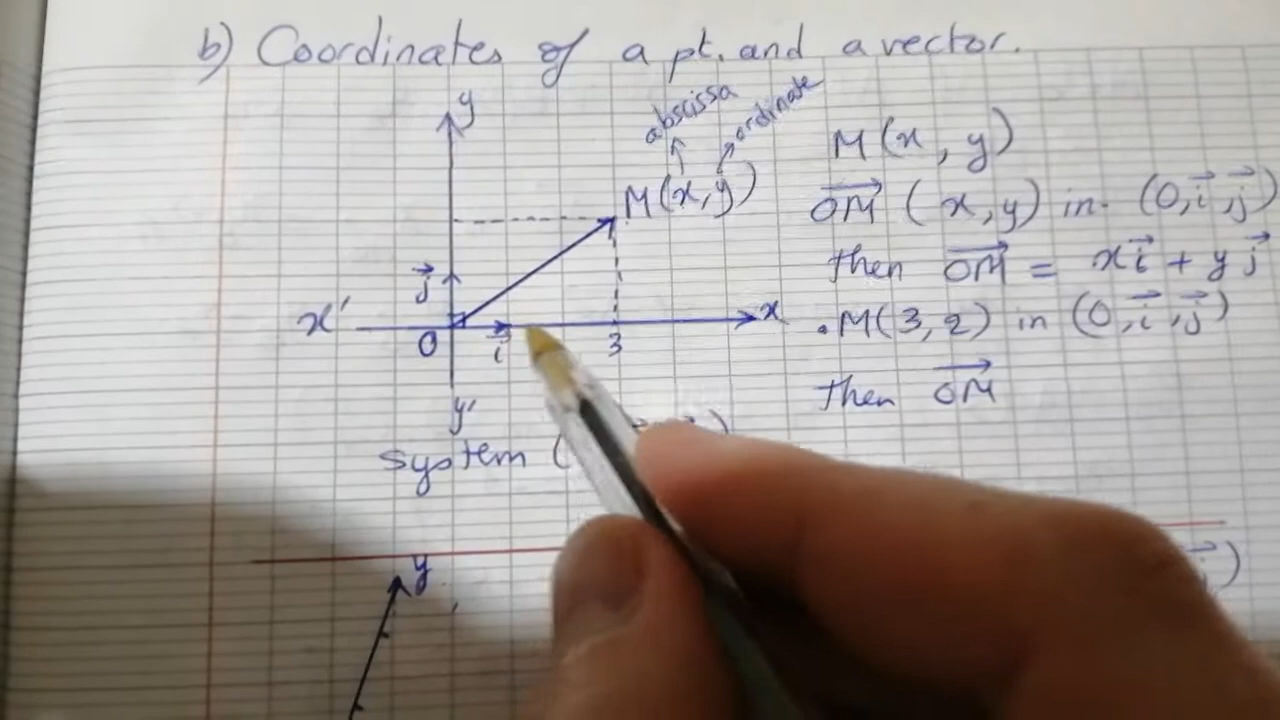 b) Coordinates of a pt. and a vector.
y
abscissa
ordinate
M(x,y)
j⃗
x'
O
i⃗
3
x
y'
System (
M(x, y)
OM⃗ (x,y) in (O,i⃗,j⃗)
then OM⃗ = xi⃗ + yj⃗
.M(3,2) in (O,i⃗,j⃗)
then OM⃗
y